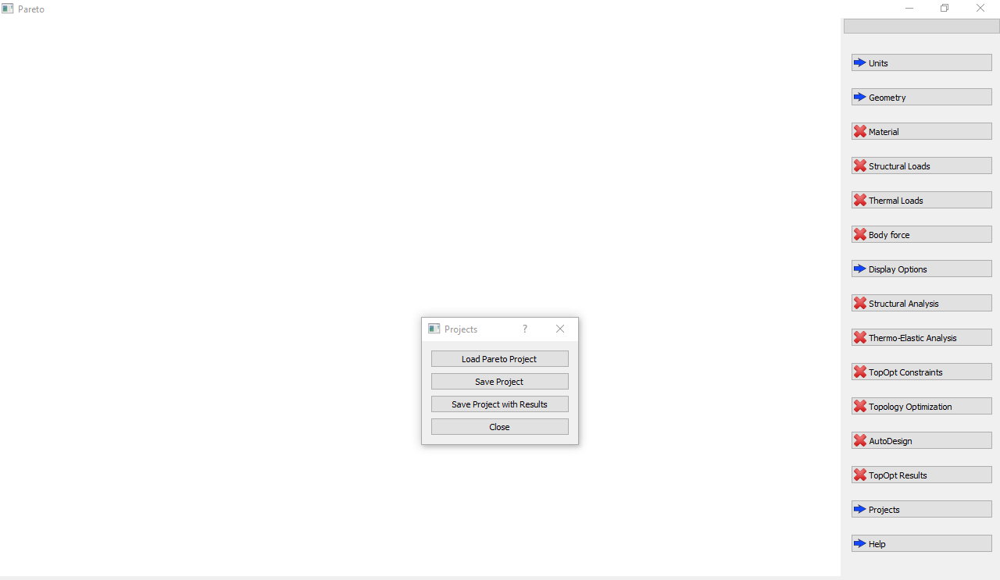 Pareto
Units
Geometry
Material
Structural Loads
Thermal Loads
Body force
Display Options
Structural Analysis
Thermo-Elastic Analysis
TopOpt Constraints
Topology Optimization
AutoDesign
TopOpt Results
Projects
Help
Projects
?
Load Pareto Project
Save Project
Save Project with Results
Close